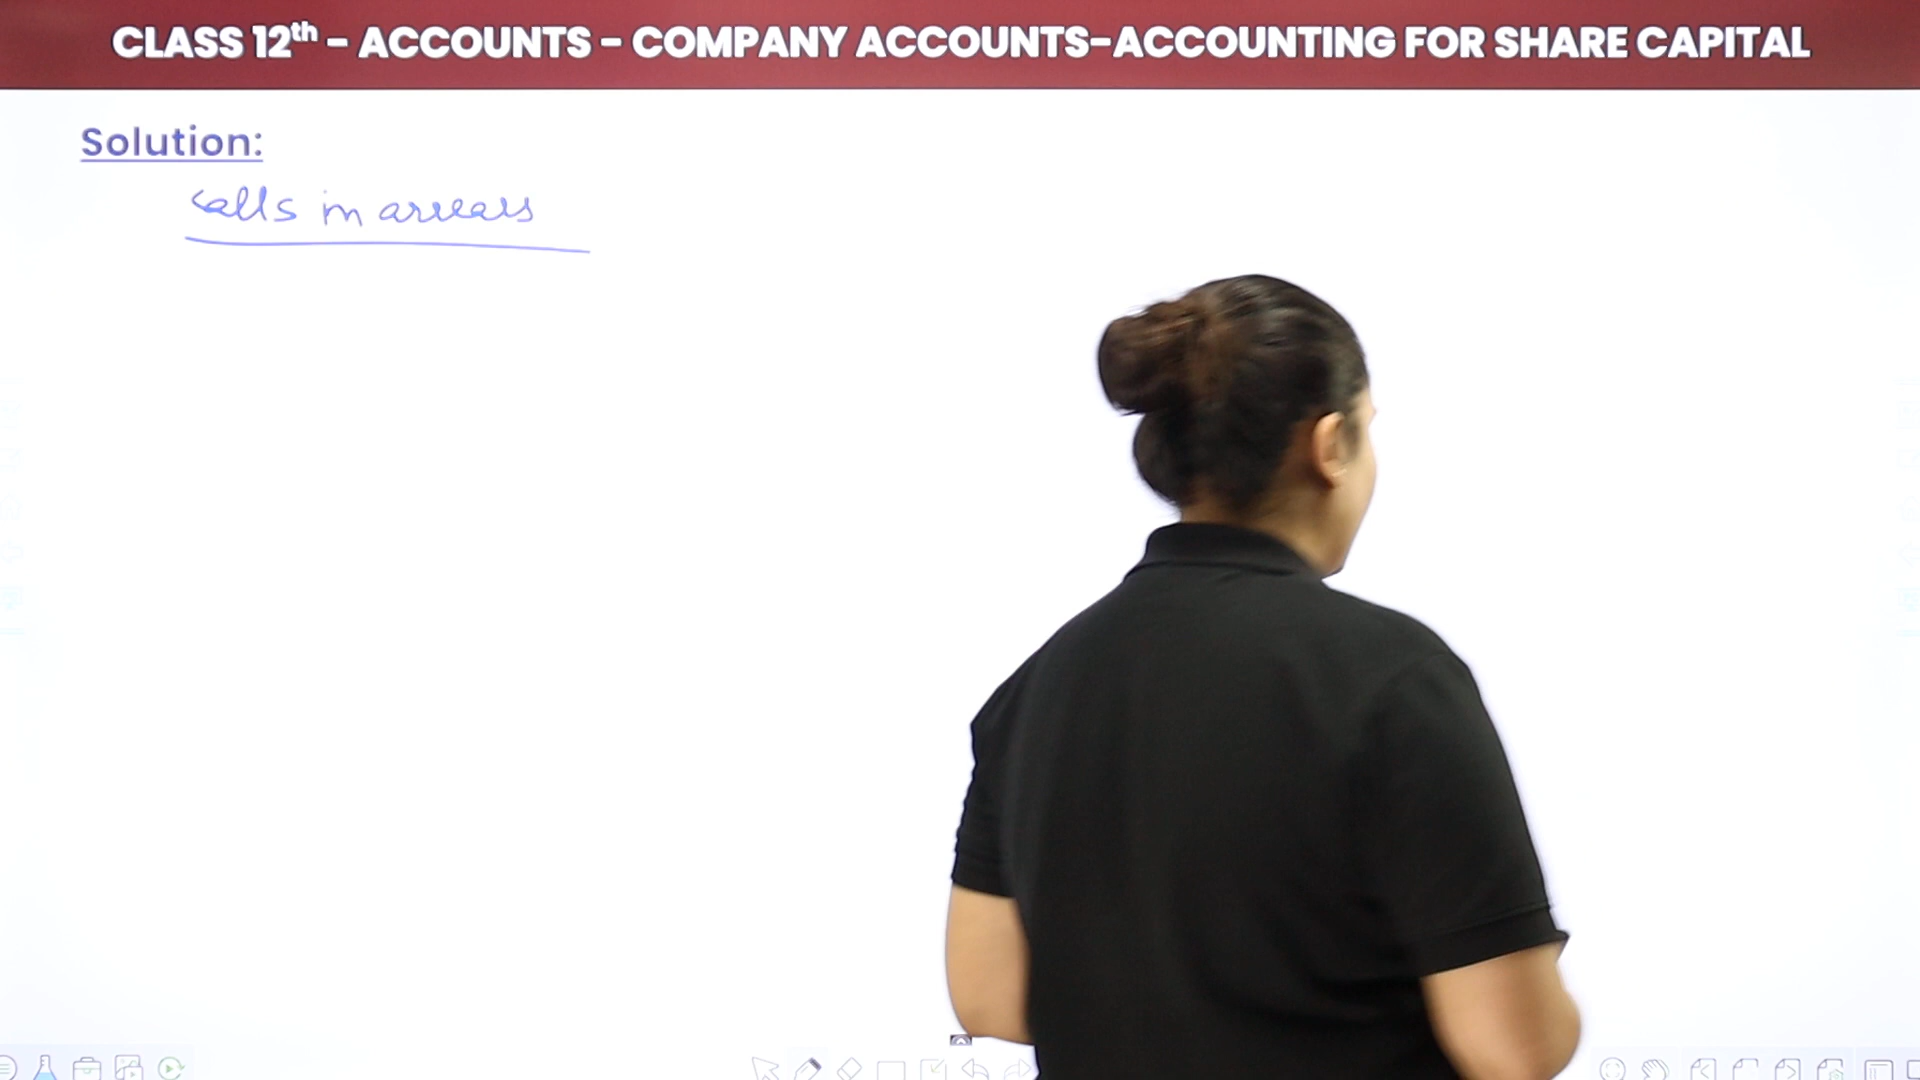 CLASS 12th - ACCOUNTS - COMPANY ACCOUNTS-ACCOUNTING FOR SHARE CAPITAL
Solution:
calls in arrears